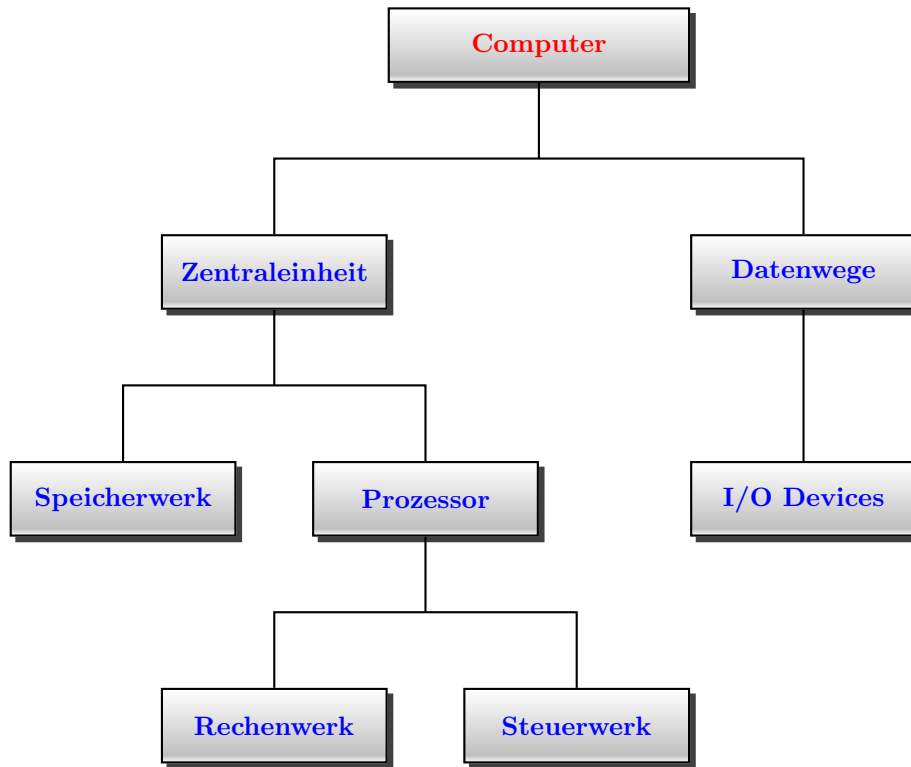 Computer
Zentraleinheit
Datenwege
Speicherwerk
Prozessor
I/O Devices
Rechenwerk
Steuerwerk